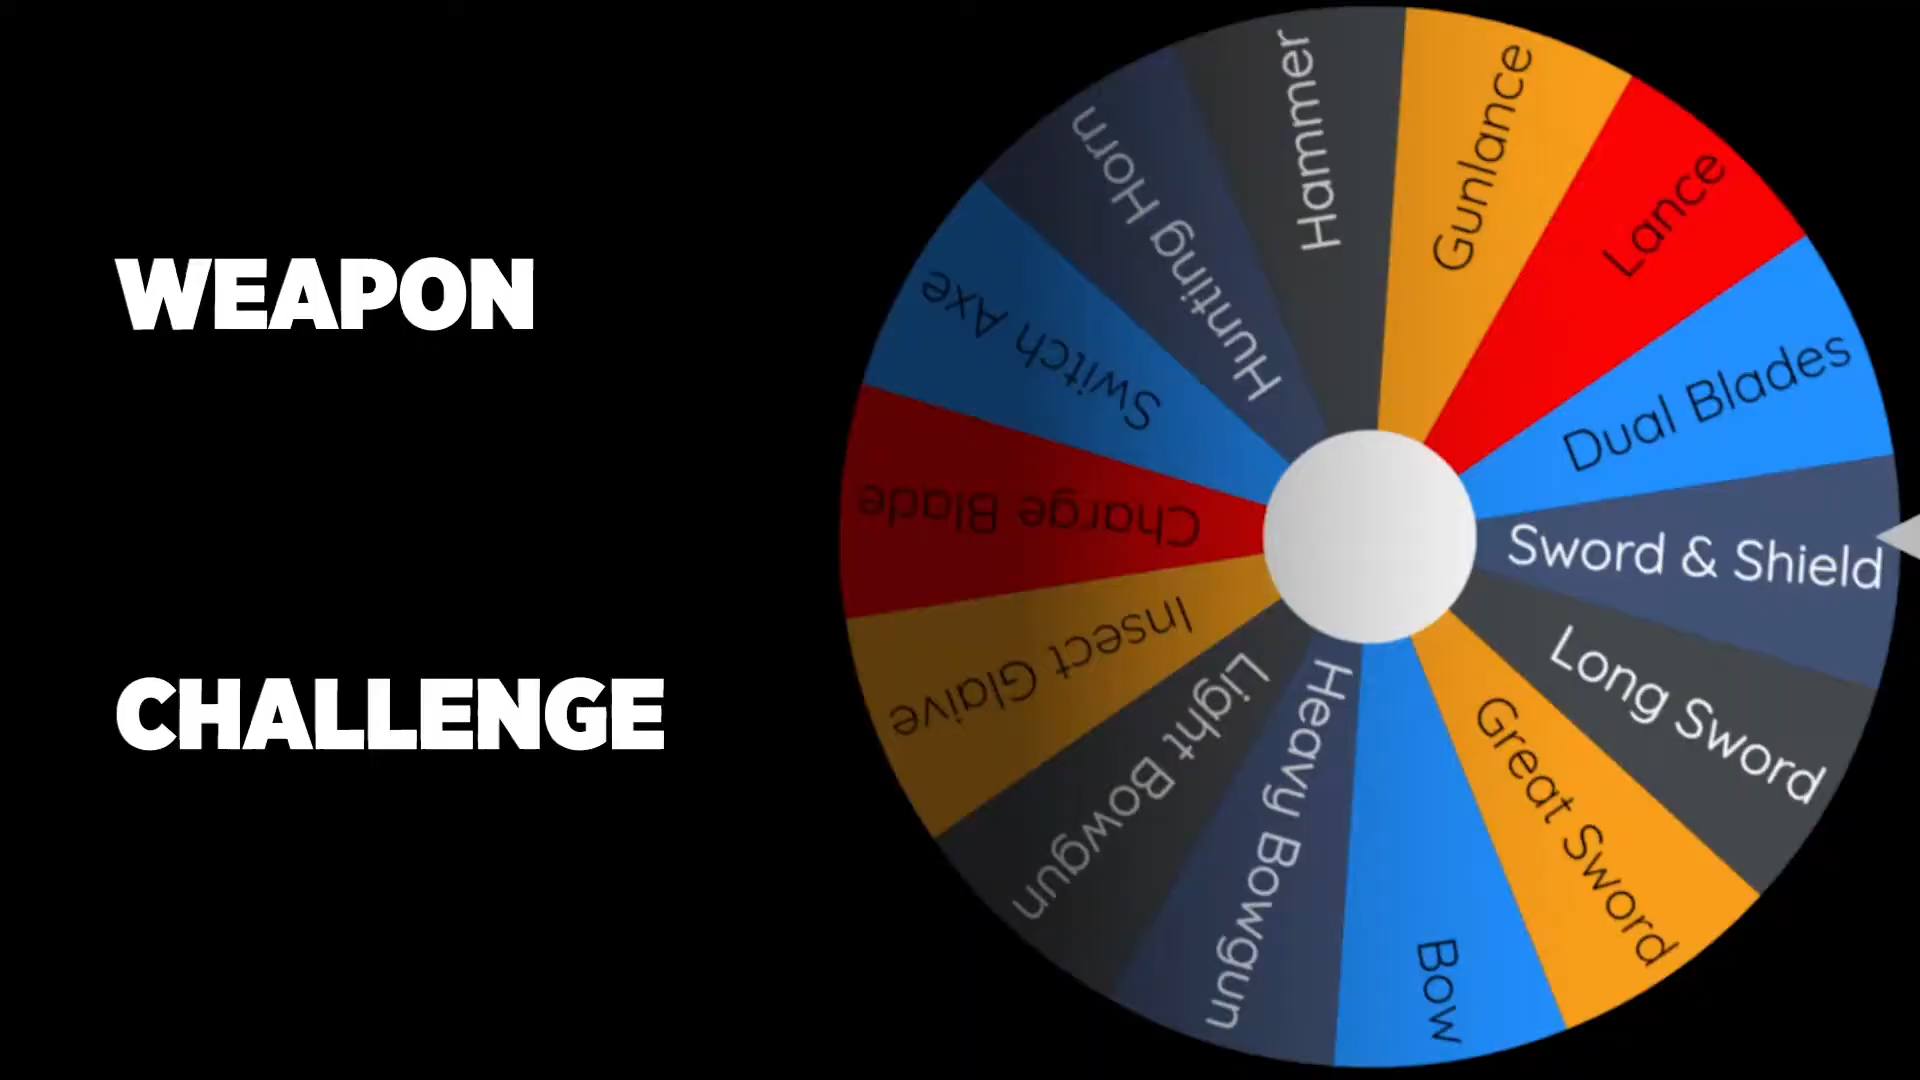 WEAPON
CHALLENGE
Hammer
Gunlance
Lance
Dual Blades
Sword & Shield
Long Sword
Great Sword
Bow
Heavy Bowgun
Light Bowgun
Insect Glaive
Charge Blade
Switch Axe
Hunting Horn